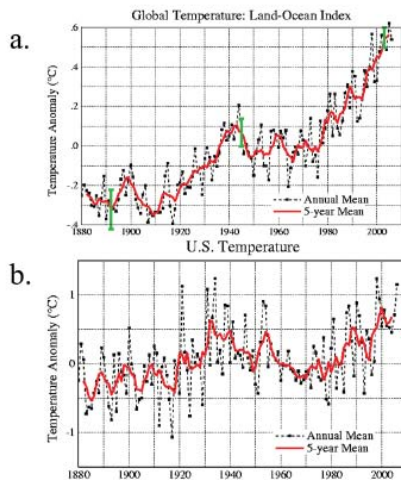 a.
Global Temperature: Land-Ocean Index
.6
.4
.2
.0
-.2
-.4
Temperature Anomaly (°C)
Annual Mean
5-year Mean
1880 1900 1920 1940 1960 1980 2000
U.S. Temperature
b.
1
0
-1
Temperature Anomaly (°C)
Annual Mean
5-year Mean
1880 1900 1920 1940 1960 1980 2000